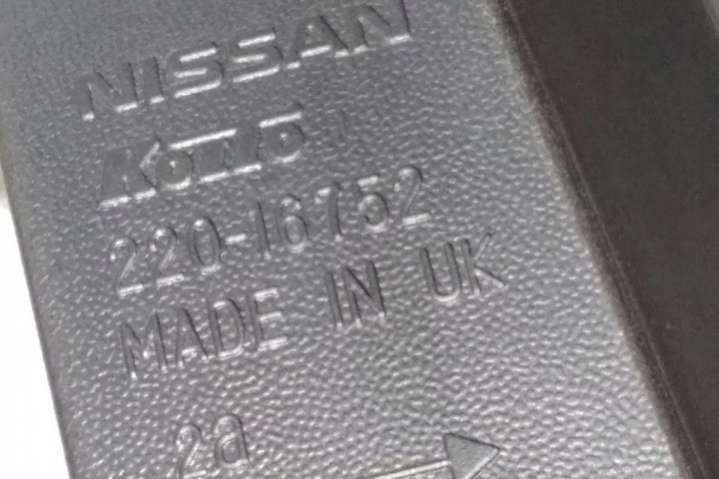 NISSAN
KOITO
220-16752
MADE IN UK
2a